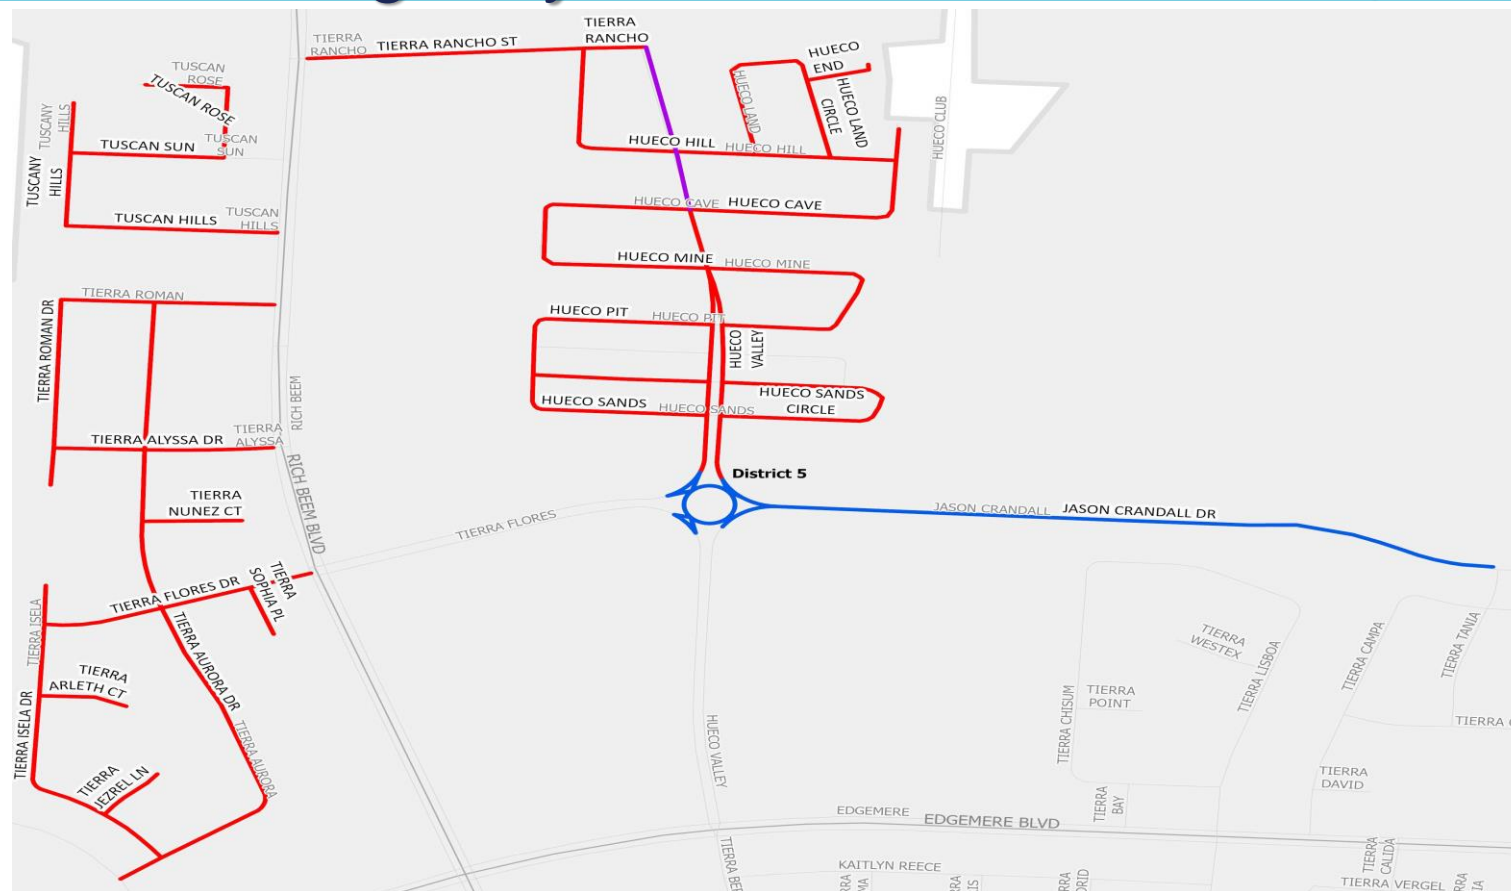 TIERRA
RANCHO
TIERRA RANCHO ST
TIERRA
RANCHO
HUECO
END
TUSCAN
ROSE
TUSCAN ROSE
TUSCANY
HILLS
TUSCAN SUN
TUSCAN
SUN
TUSCANY
HILLS
TUSCAN HILLS
TUSCAN
HILLS
HUECO LAND
HUECO LAND
CIRCLE
HUECO CLUB
HUECO HILL
HUECO HILL
HUECO CAVE
HUECO CAVE
HUECO MINE
HUECO MINE
TIERRA ROMAN
TIERRA ROMAN DR
HUECO PIT
HUECO PIT
HUECO
VALLEY
RICH BEEM
HUECO SANDS
HUECO SANDS
HUECO SANDS
CIRCLE
TIERRA ALYSSA DR
TIERRA
ALYSSA
RICH BEEM BLVD
District 5
TIERRA
NUNEZ CT
TIERRA FLORES
JASON CRANDALL
JASON CRANDALL DR
TIERRA FLORES DR
TIERRA
SOPHIA PL
TIERRA ISELA
TIERRA AURORA DR
TIERRA
ARLETH CT
TIERRA ISELA DR
TIERRA AURORA
TIERRA
JEZREL LN
TIERRA
WESTEX
TIERRA LISBOA
TIERRA CAMPA
TIERRA TANIA
TIERRA CHISUM
TIERRA
POINT
TIERRA
HUECO VALLEY
TIERRA
DAVID
TIERRA
BAY
EDGEMERE
EDGEMERE BLVD
TIERRA
CALIDA
KAITLYN REECE
TIERRA VERGEL
TIERRA